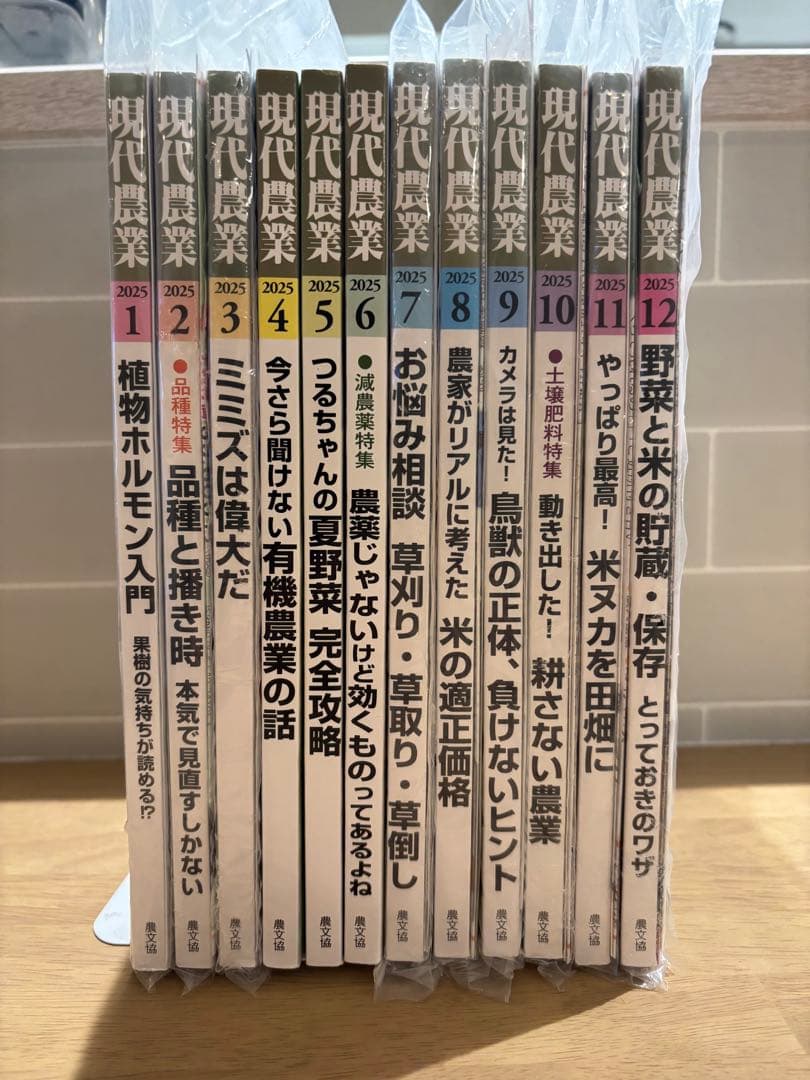 現代農業
2025
1
植物ホルモン入門 果樹の気持ちが読める!?
農文協
現代農業
2025
2
●品種特集 品種と播き時 本気で見直すしかない
農文協
現代農業
2025
3
ミミズは偉大だ
農文協
現代農業
2025
4
今さら聞けない有機農業の話
農文協
現代農業
2025
5
つるちゃんの夏野菜 完全攻略
農文協
現代農業
2025
6
●減農薬特集 農薬じゃないけど効くものってあるよね
農文協
現代農業
2025
7
お悩み相談 草刈り・草取り・草倒し
農文協
現代農業
2025
8
農家がリアルに考えた 米の適正価格
農文協
現代農業
2025
9
カメラは見た! 鳥獣の正体、負けないヒント
農文協
現代農業
2025
10
●土壌肥料特集 動き出した! 耕さない農業
農文協
現代農業
2025
11
やっぱり最高! 米ヌカを田畑に
農文協
現代農業
2025
12
野菜と米の貯蔵・保存 とっておきのワザ
農文協